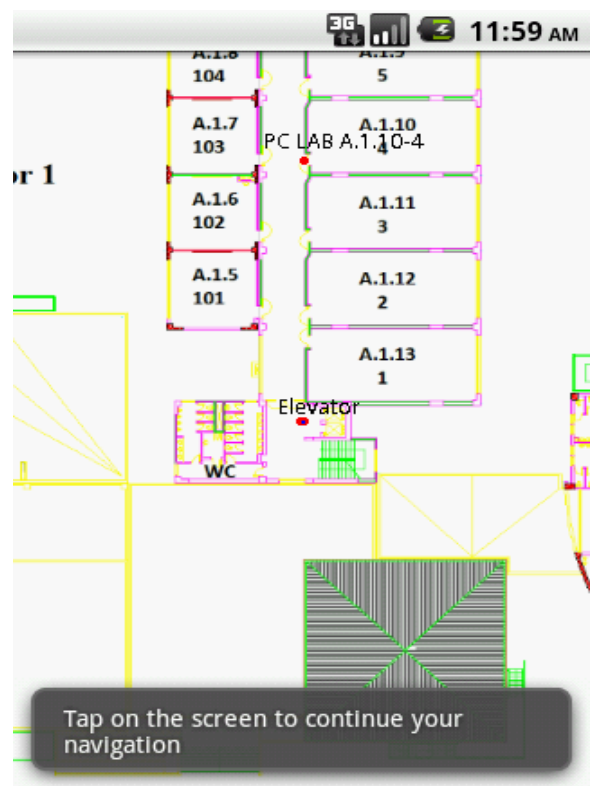 3G 11:59 AM
A.1.8
104
A.1.9
5
A.1.7
103
PC LAB A.1.10-4
A.1.10
4
or 1
A.1.6
102
A.1.11
3
A.1.5
101
A.1.12
2
A.1.13
1
Elevator
WC
Tap on the screen to continue your
navigation